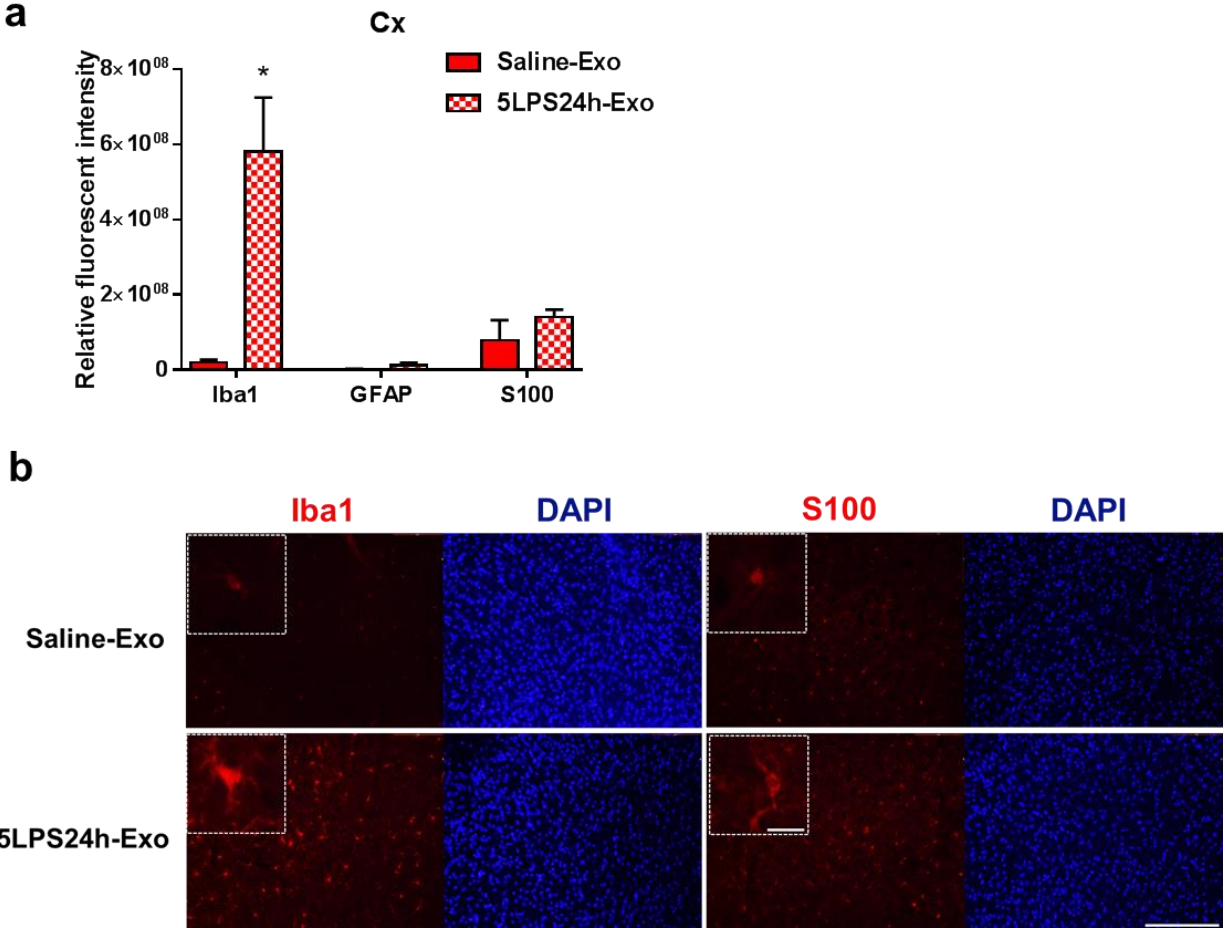 a
Cx
Relative fluorescent intensity
8×10⁰⁸
6×10⁰⁸
4×10⁰⁸
2×10⁰⁸
0
*
Saline-Exo
5LPS24h-Exo
Iba1 GFAP S100
b
Iba1 DAPI S100 DAPI
Saline-Exo
5LPS24h-Exo